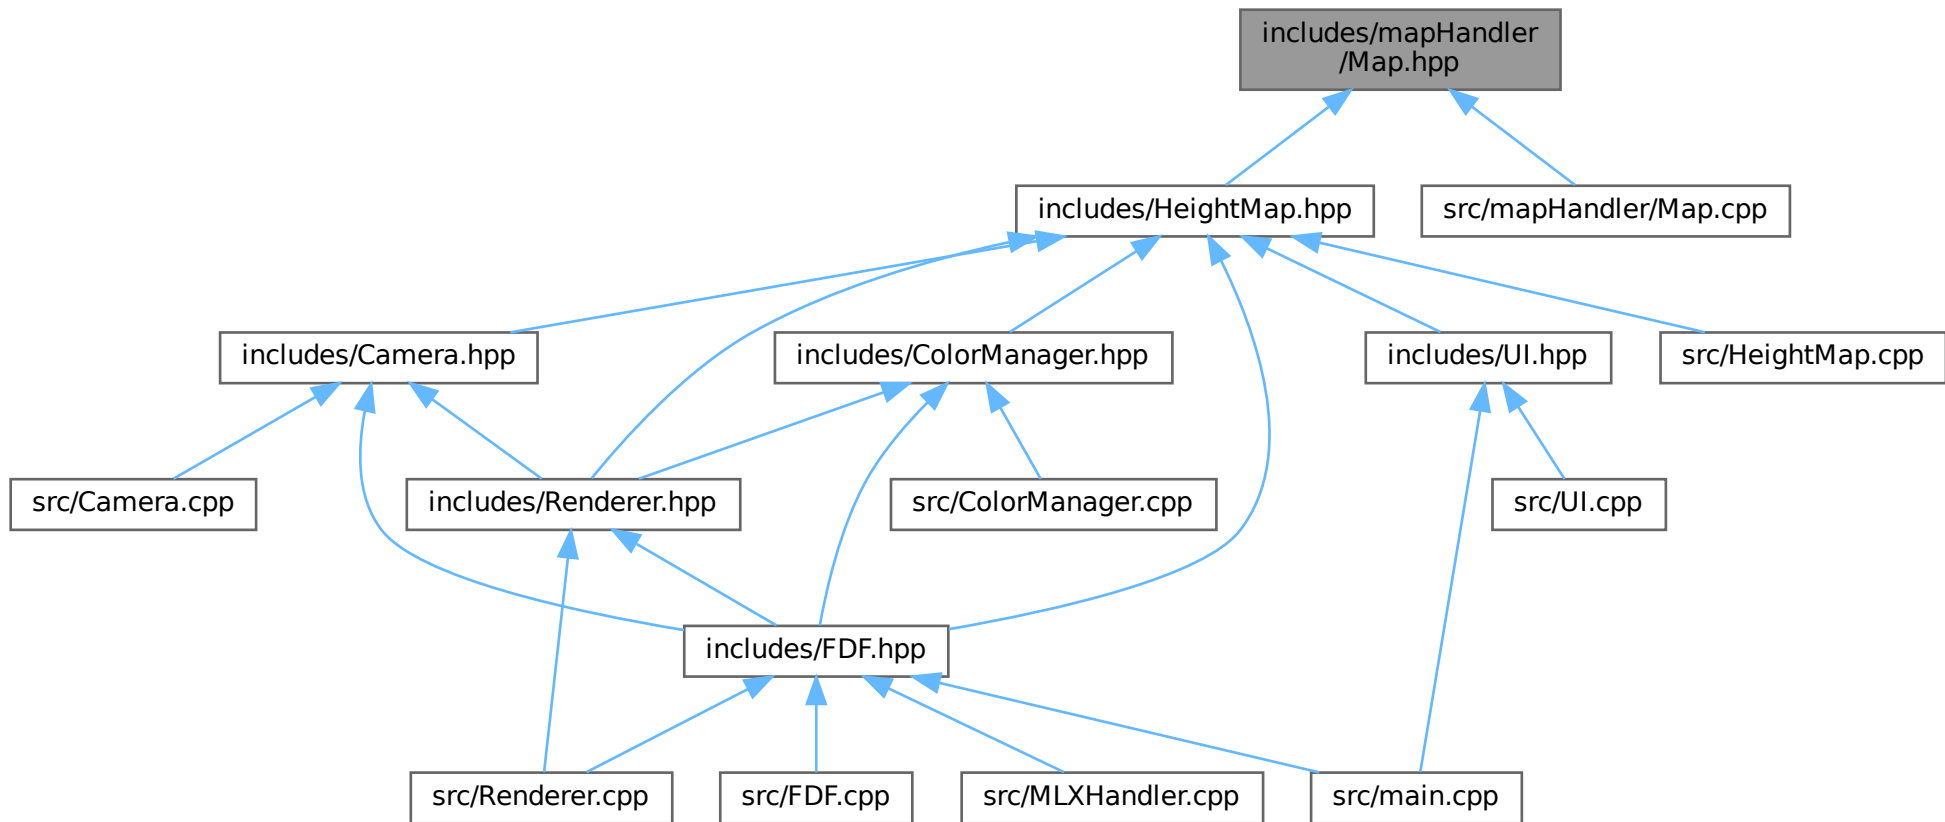 includes/mapHandler
/Map.hpp
includes/HeightMap.hpp
src/mapHandler/Map.cpp
includes/Camera.hpp
includes/ColorManager.hpp
includes/UI.hpp
src/HeightMap.cpp
src/Camera.cpp
includes/Renderer.hpp
src/ColorManager.cpp
src/UI.cpp
includes/FDF.hpp
src/Renderer.cpp
src/FDF.cpp
src/MLXHandler.cpp
src/main.cpp